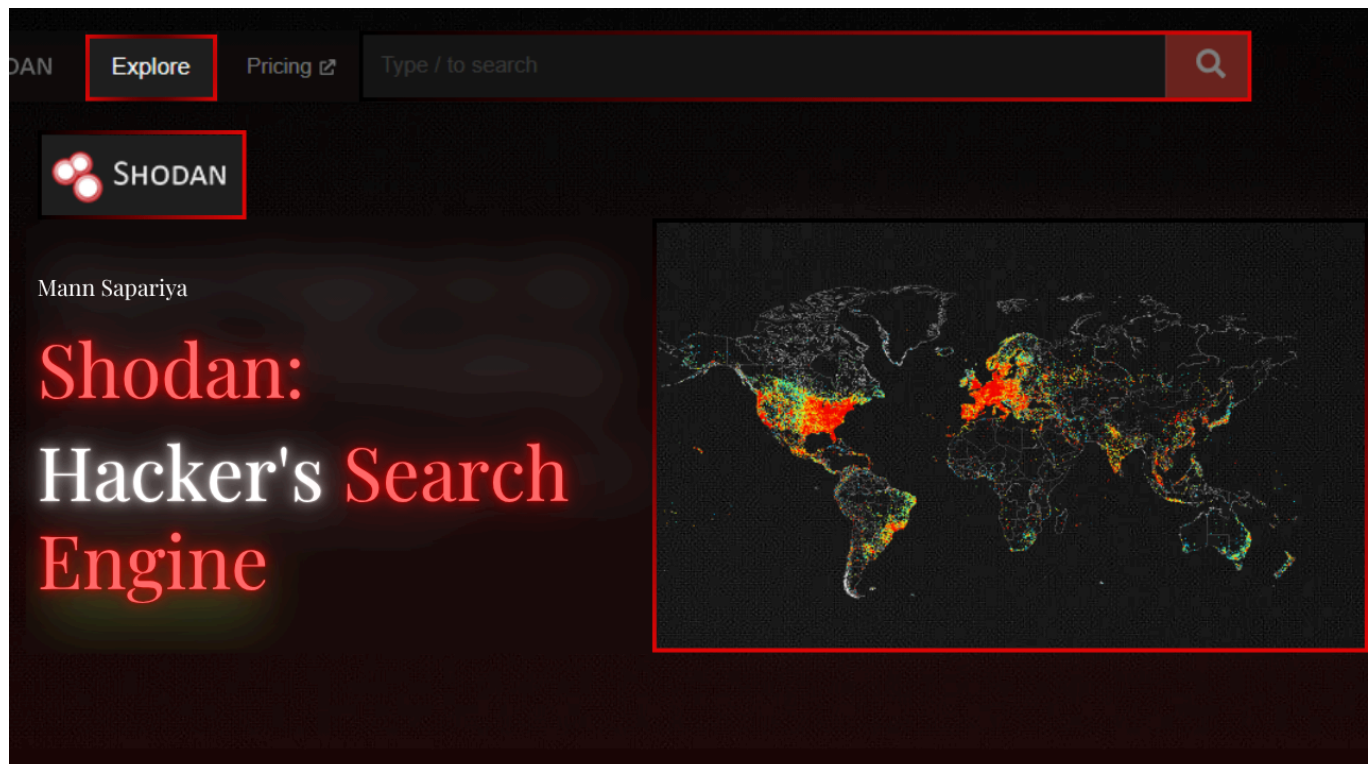 DAN Explore Pricing Type / to search
SHODAN
Mann Sapariya
Shodan:
Hacker's Search
Engine